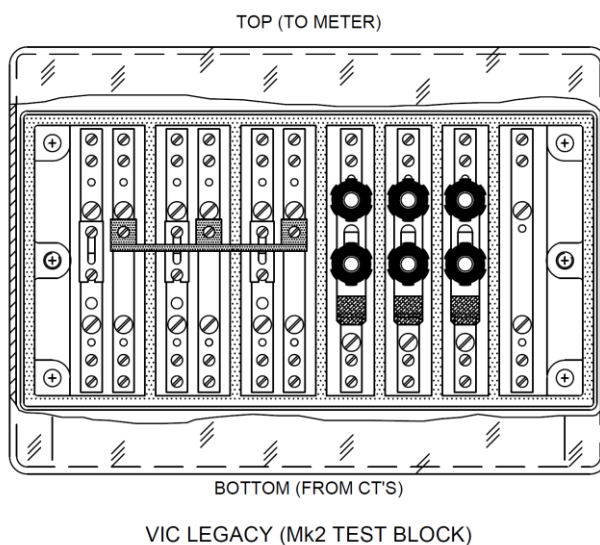 TOP (TO METER)
BOTTOM (FROM CT'S)
VIC LEGACY (Mk2 TEST BLOCK)